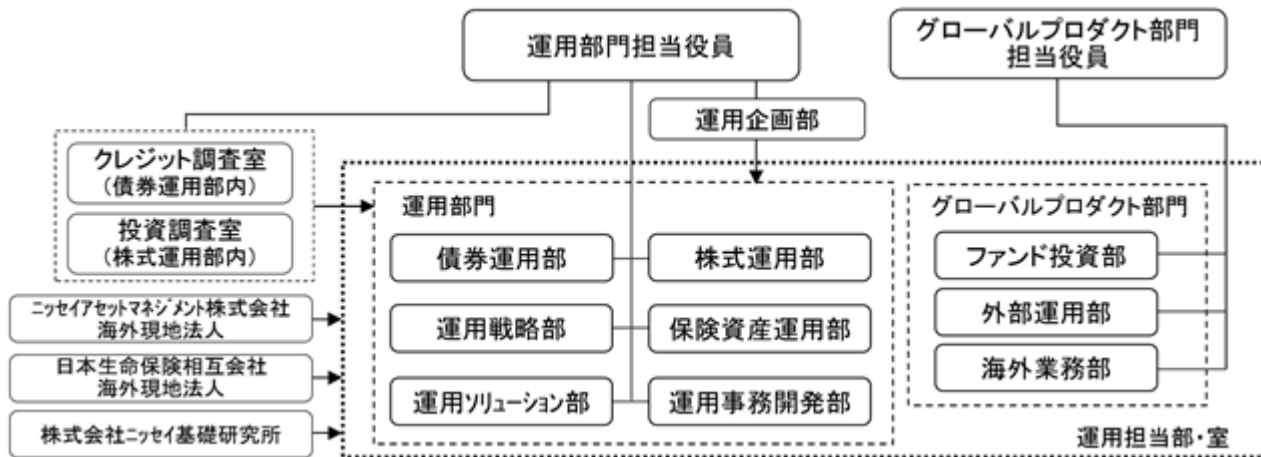 運用部門担当役員
グローバルプロダクト部門
担当役員
運用企画部
クレジット調査室
（債券運用部内）
投資調査室
（株式運用部内）
運用部門
債券運用部
株式運用部
運用戦略部
保険資産運用部
運用ソリューション部
運用事務開発部
グローバルプロダクト部門
ファンド投資部
外部運用部
海外業務部
ニッセイアセットマネジメント株式会社
海外現地法人
日本生命保険相互会社
海外現地法人
株式会社ニッセイ基礎研究所
運用担当部・室